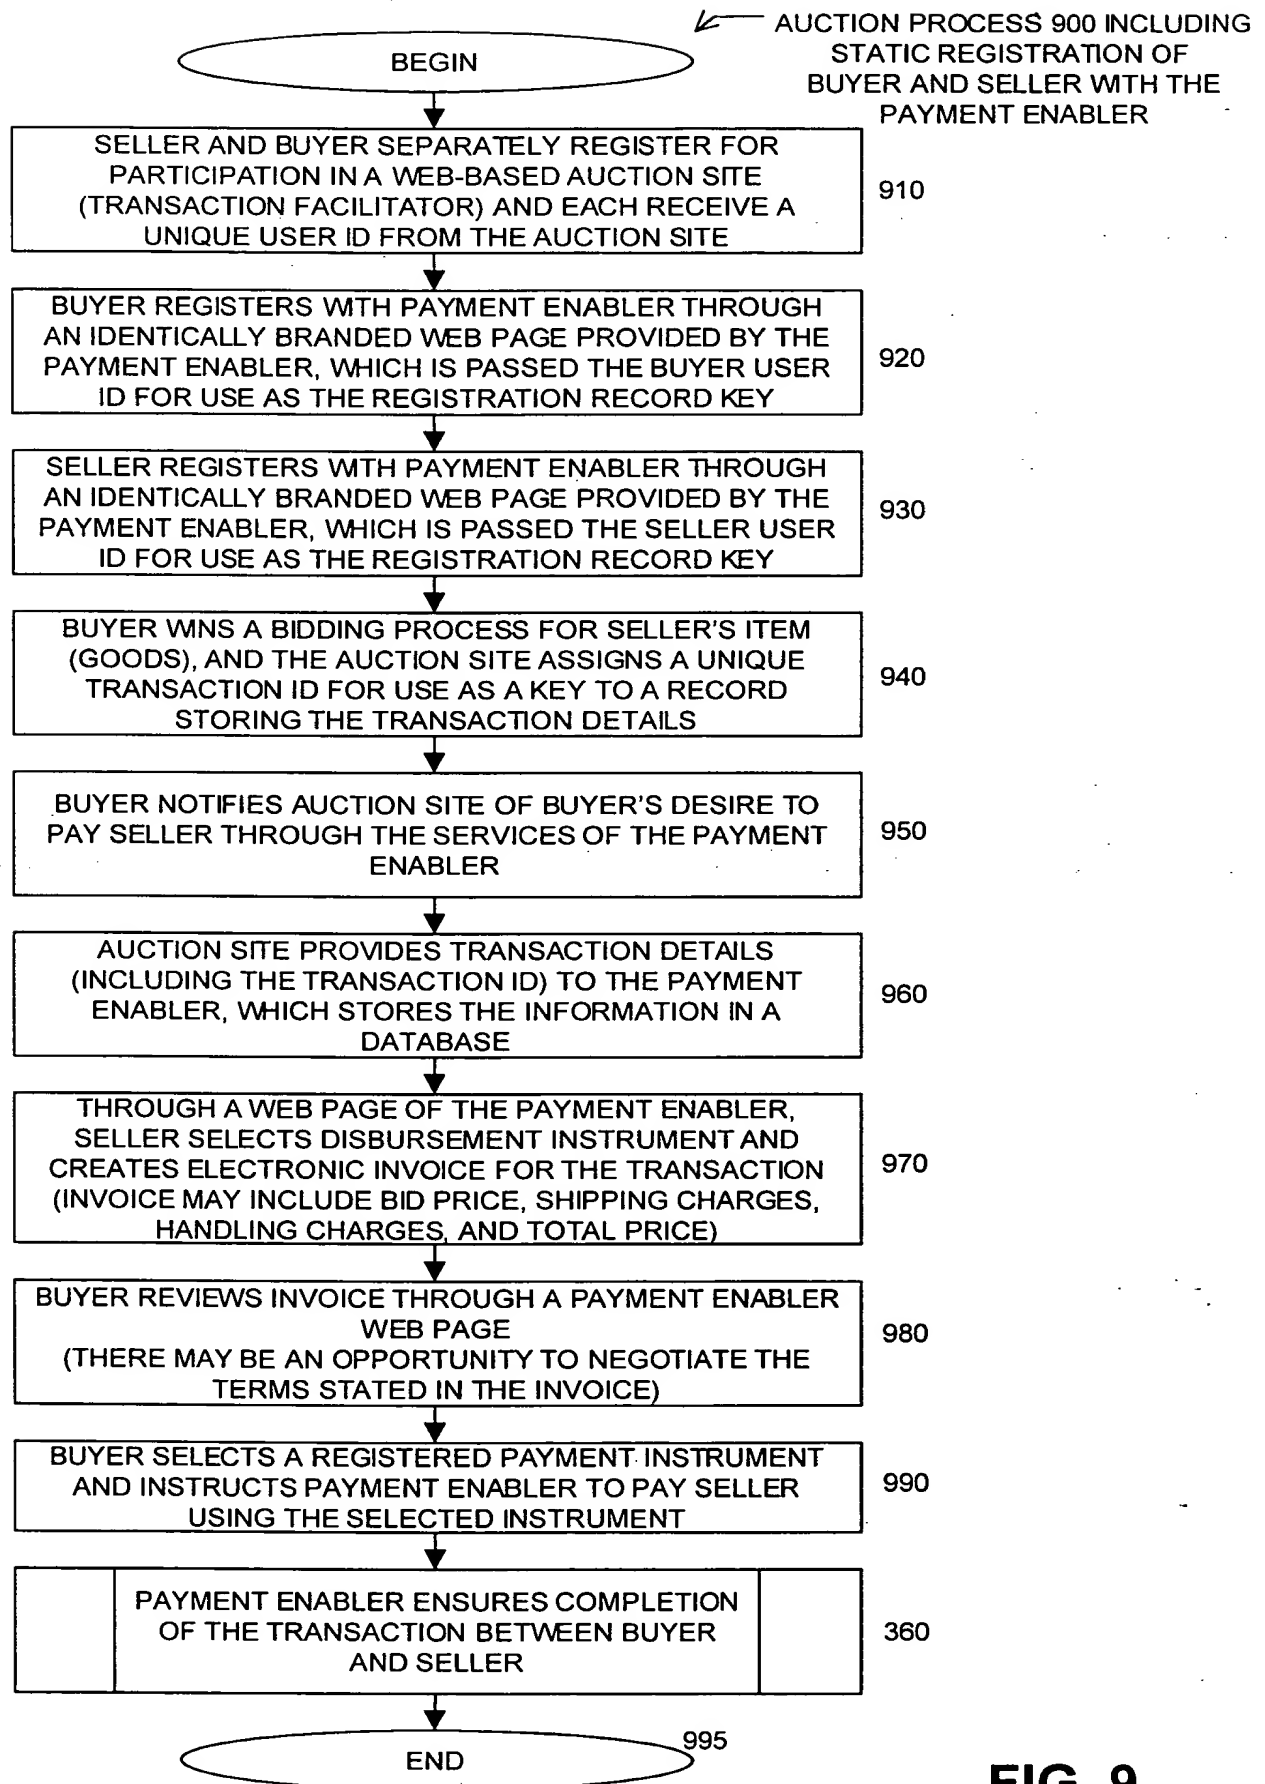 AUCTION PROCESS 900 INCLUDING
STATIC REGISTRATION OF
BUYER AND SELLER WITH THE
PAYMENT ENABLER
BEGIN
SELLER AND BUYER SEPARATELY REGISTER FOR
PARTICIPATION IN A WEB-BASED AUCTION SITE
(TRANSACTION FACILITATOR) AND EACH RECEIVE A
UNIQUE USER ID FROM THE AUCTION SITE
910
BUYER REGISTERS WITH PAYMENT ENABLER THROUGH
AN IDENTICALLY BRANDED WEB PAGE PROVIDED BY THE
PAYMENT ENABLER, WHICH IS PASSED THE BUYER USER
ID FOR USE AS THE REGISTRATION RECORD KEY
920
SELLER REGISTERS WITH PAYMENT ENABLER THROUGH
AN IDENTICALLY BRANDED WEB PAGE PROVIDED BY THE
PAYMENT ENABLER, WHICH IS PASSED THE SELLER USER
ID FOR USE AS THE REGISTRATION RECORD KEY
930
BUYER WINS A BIDDING PROCESS FOR SELLER'S ITEM
(GOODS), AND THE AUCTION SITE ASSIGNS A UNIQUE
TRANSACTION ID FOR USE AS A KEY TO A RECORD
STORING THE TRANSACTION DETAILS
940
BUYER NOTIFIES AUCTION SITE OF BUYER'S DESIRE TO
PAY SELLER THROUGH THE SERVICES OF THE PAYMENT
ENABLER
950
AUCTION SITE PROVIDES TRANSACTION DETAILS
(INCLUDING THE TRANSACTION ID) TO THE PAYMENT
ENABLER, WHICH STORES THE INFORMATION IN A
DATABASE
960
THROUGH A WEB PAGE OF THE PAYMENT ENABLER,
SELLER SELECTS DISBURSEMENT INSTRUMENT AND
CREATES ELECTRONIC INVOICE FOR THE TRANSACTION
(INVOICE MAY INCLUDE BID PRICE, SHIPPING CHARGES,
HANDLING CHARGES, AND TOTAL PRICE)
970
BUYER REVIEWS INVOICE THROUGH A PAYMENT ENABLER
WEB PAGE
(THERE MAY BE AN OPPORTUNITY TO NEGOTIATE THE
TERMS STATED IN THE INVOICE)
980
BUYER SELECTS A REGISTERED PAYMENT INSTRUMENT
AND INSTRUCTS PAYMENT ENABLER TO PAY SELLER
USING THE SELECTED INSTRUMENT
990
PAYMENT ENABLER ENSURES COMPLETION
OF THE TRANSACTION BETWEEN BUYER
AND SELLER
360
END
995
FIG. 9